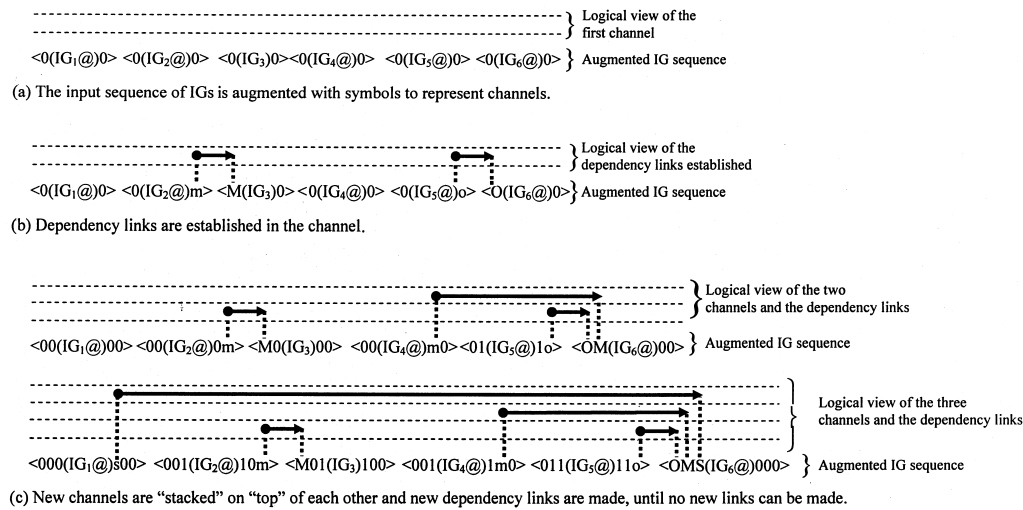 Logical view of the
first channel
<0(IG₁@)0> <0(IG₂@)0> <0(IG₃)0><0(IG₄@)0> <0(IG₅@)0> <0(IG₆@)0> } Augmented IG sequence
(a) The input sequence of IGs is augmented with symbols to represent channels.
Logical view of the
dependency links established
<0(IG₁@)0> <0(IG₂@)m> <M(IG₃)0> <0(IG₄@)0> <0(IG₅@)o> <O(IG₆@)0> } Augmented IG sequence
(b) Dependency links are established in the channel.
Logical view of the two
channels and the dependency links
<00(IG₁@)00> <00(IG₂@)0m> <M0(IG₃)00> <00(IG₄@)m0> <01(IG₅@)1o> <OM(IG₆@)00> } Augmented IG sequence
Logical view of the three
channels and the dependency links
<000(IG₁@)s00> <001(IG₂@)10m> <M01(IG₃)100> <001(IG₄@)1m0> <011(IG₅@)11o> <OMS(IG₆@)000> } Augmented IG sequence
(c) New channels are “stacked” on “top” of each other and new dependency links are made, until no new links can be made.